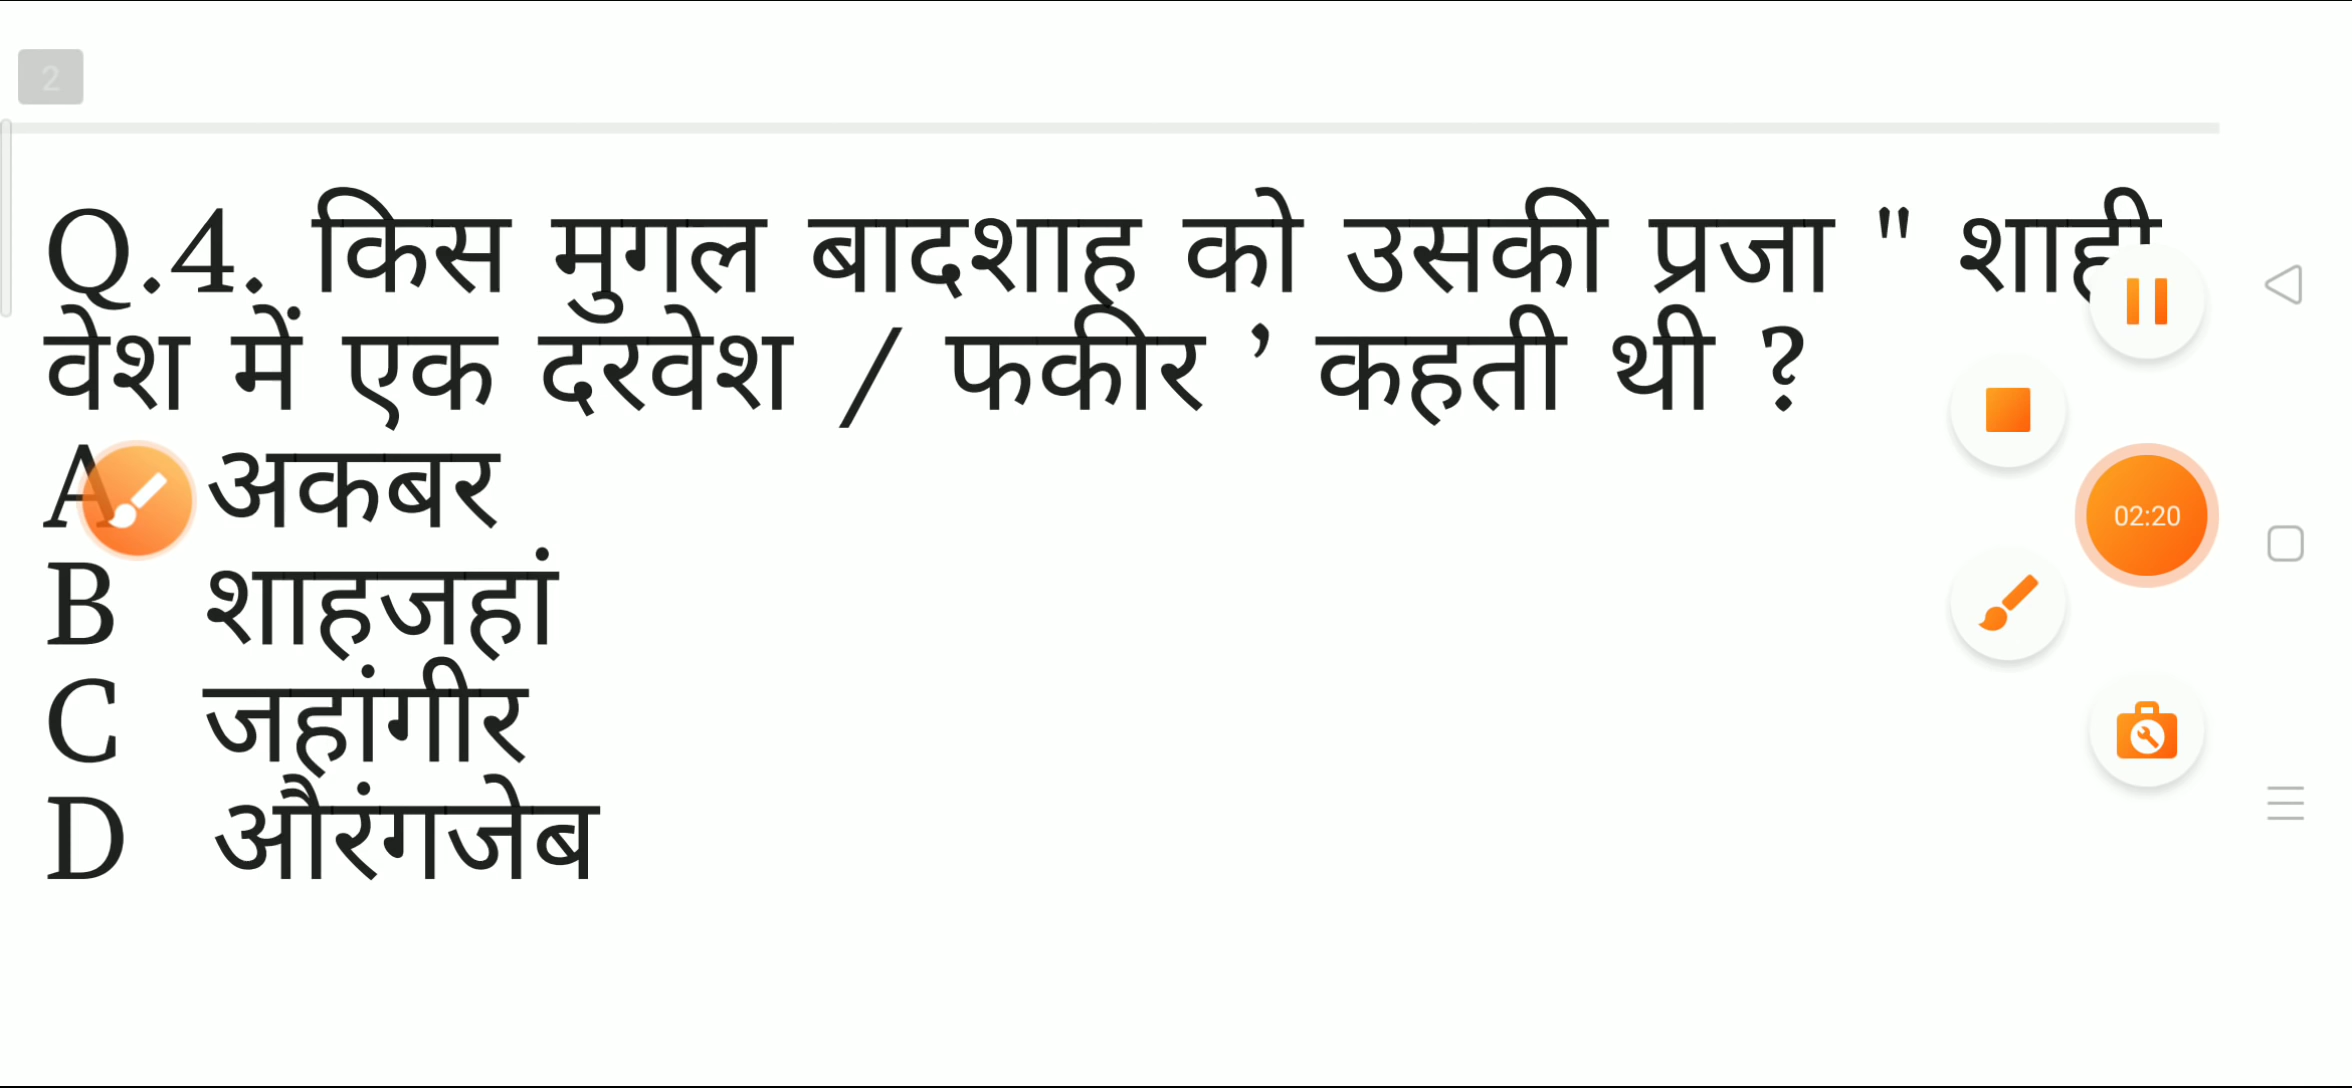 2
Q.4. किस मुगल बादशाह को उसकी प्रजा " शाही
वेश में एक दरवेश / फकीर ’ कहती थी ?
A अकबर
B शाहजहां
C जहांगीर
D औरंगजेब
02:20